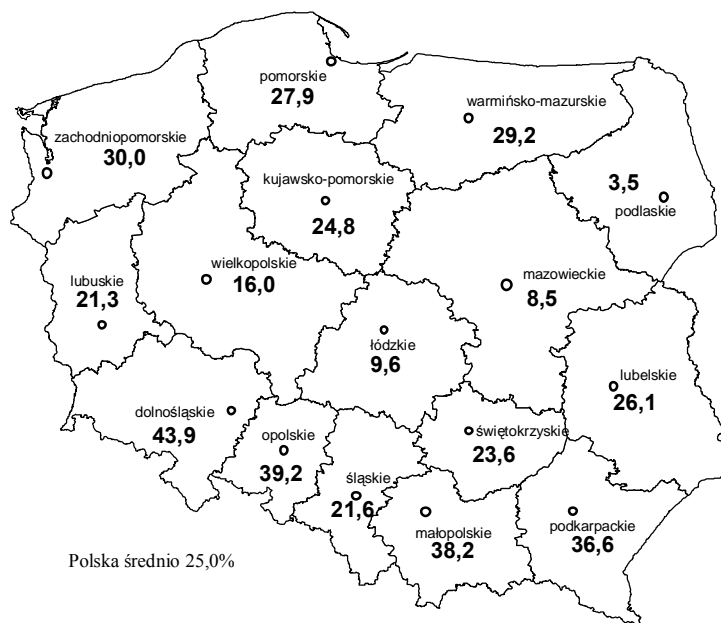 pomorskie
27,9
warmińsko-mazurskie
29,2
zachodniopomorskie
30,0
kujawsko-pomorskie
24,8
3,5
podlaskie
wielkopolskie
16,0
mazowieckie
8,5
lubuskie
21,3
łódzkie
9,6
lubelskie
26,1
dolnośląskie
43,9
opolskie
39,2
świętokrzyskie
23,6
śląskie
21,6
małopolskie
38,2
podkarpackie
36,6
Polska średnio 25,0%